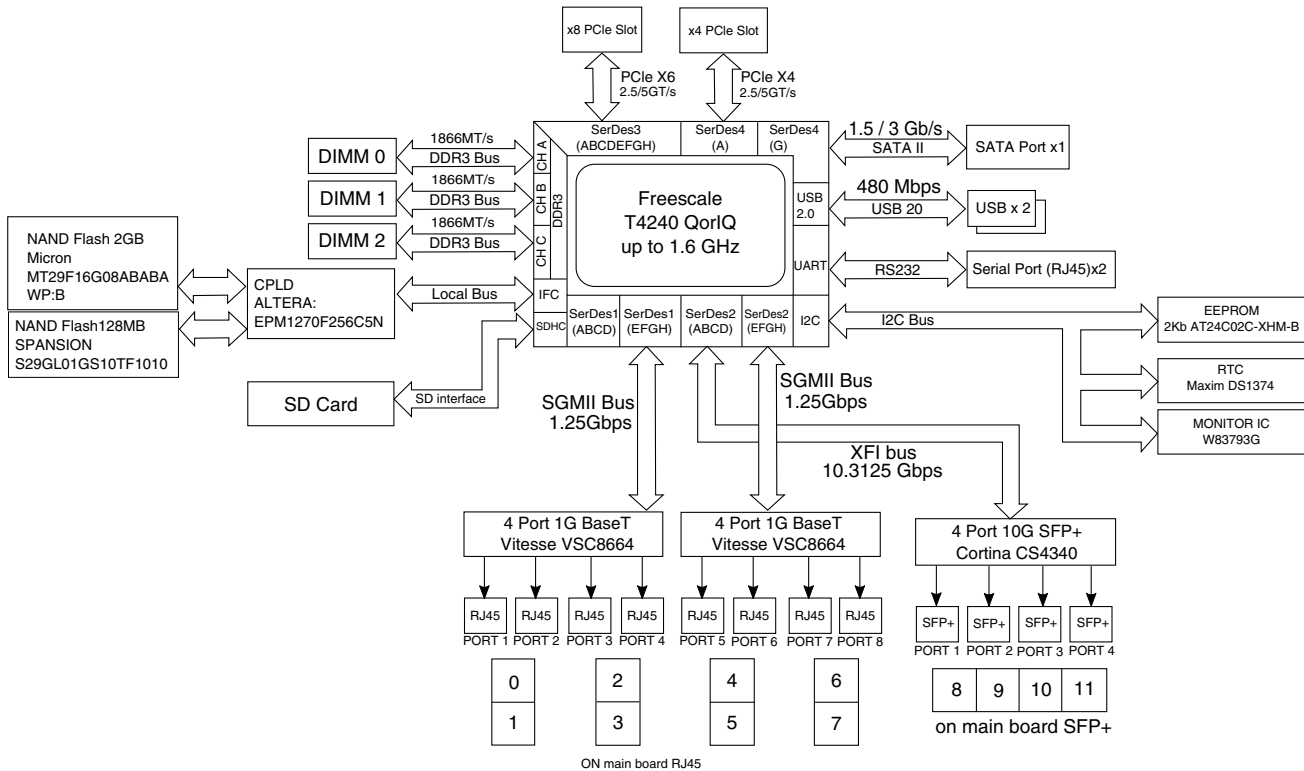 x8 PCIe Slot
x4 PCIe Slot
PCIe X6
2.5/5GT/s
PCIe X4
2.5/5GT/s
SerDes3
(ABCDEFGH)
SerDes4
(A)
SerDes4
(G)
1.5 / 3 Gb/s
SATA II
SATA Port x1
DIMM 0
1866MT/s
DDR3 Bus
CH A
DIMM 1
1866MT/s
DDR3 Bus
CH B
DIMM 2
1866MT/s
DDR3 Bus
CH C
DDR3
Freescale
T4240 QorIQ
up to 1.6 GHz
USB
2.0
480 Mbps
USB 20
USB x 2
UART
RS232
Serial Port (RJ45)x2
NAND Flash 2GB
Micron
MT29F16G08ABABA
WP:B
NAND Flash128MB
SPANSION
S29GL01GS10TF1010
CPLD
ALTERA:
EPM1270F256C5N
Local Bus
IFC
SDHC
SerDes1
(ABCD)
SerDes1
(EFGH)
SerDes2
(ABCD)
SerDes2
(EFGH)
I2C
I2C Bus
EEPROM
2Kb AT24C02C-XHM-B
RTC
Maxim DS1374
MONITOR IC
W83793G
SD Card
SD interface
SGMII Bus
1.25Gbps
SGMII Bus
1.25Gbps
XFI bus
10.3125 Gbps
4 Port 1G BaseT
Vitesse VSC8664
4 Port 1G BaseT
Vitesse VSC8664
4 Port 10G SFP+
Cortina CS4340
RJ45
RJ45
RJ45
RJ45
RJ45
RJ45
RJ45
RJ45
SFP+
SFP+
SFP+
SFP+
PORT 1
PORT 2
PORT 3
PORT 4
PORT 5
PORT 6
PORT 7
PORT 8
PORT 1
PORT 2
PORT 3
PORT 4
0
2
4
6
8
9
10
11
1
3
5
7
on main board SFP+
ON main board RJ45